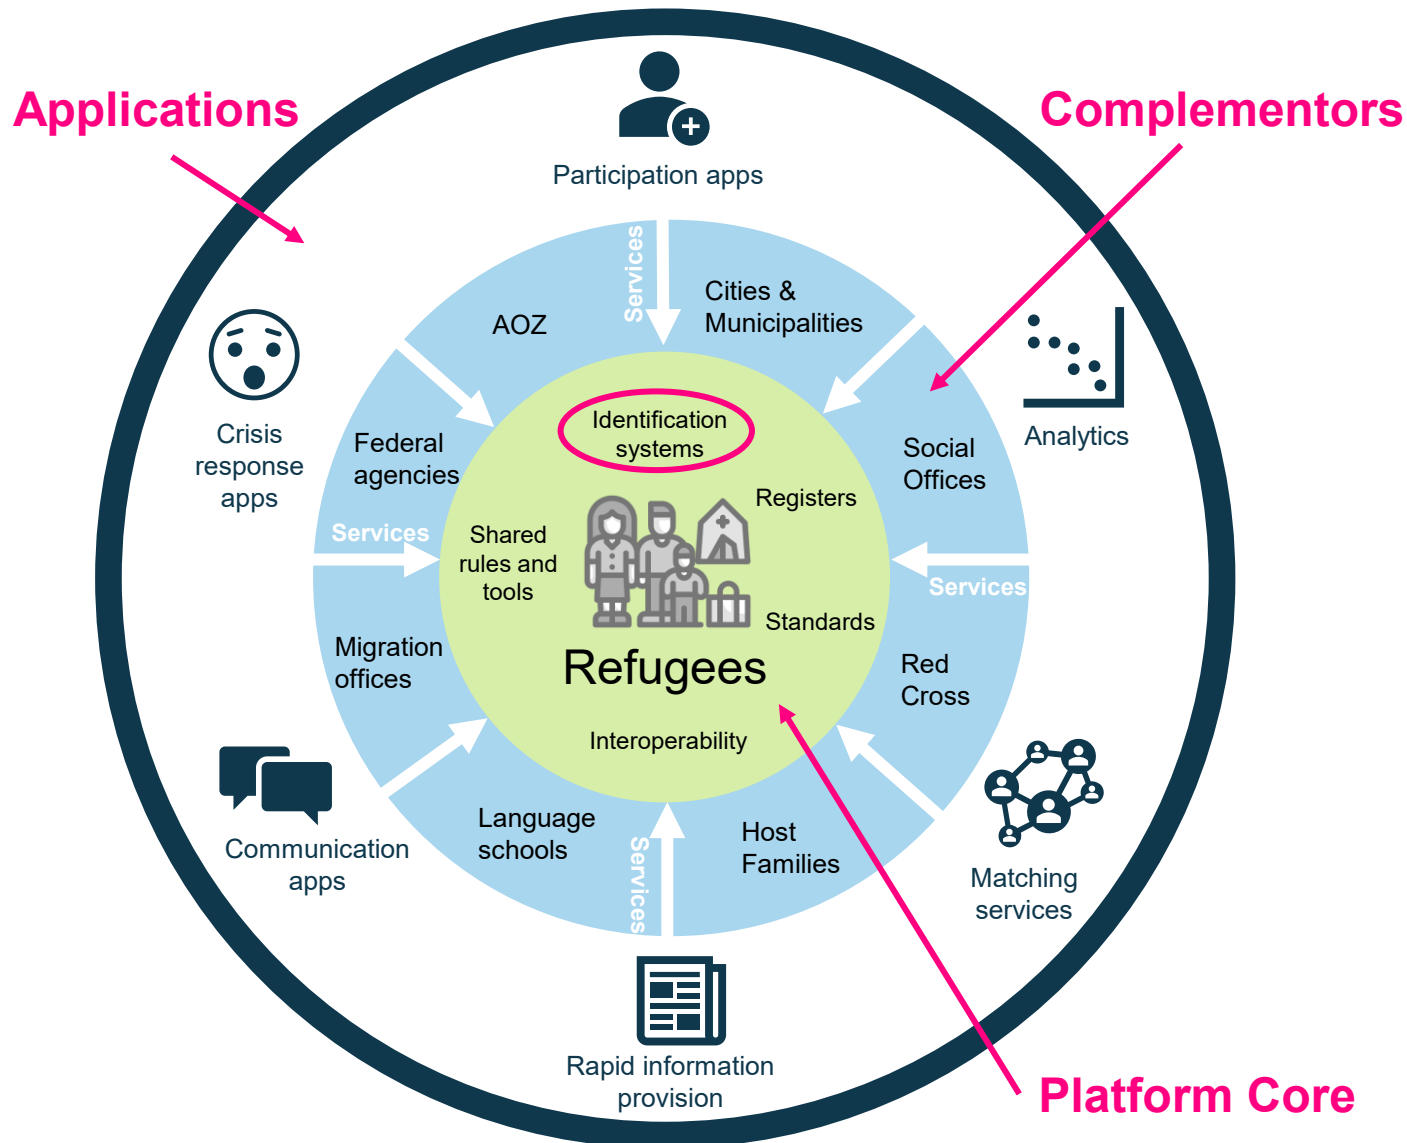 Applications
Complementors
Participation apps
Services
Cities &
Municipalities
AOZ
Crisis
response
apps
Federal
agencies
Identification
systems
Social
Offices
Analytics
Registers
Services
Shared
rules and
tools
Services
Standards
Migration
offices
Refugees
Red
Cross
Interoperability
Language
schools
Services
Host
Families
Communication
apps
Matching
services
Rapid information
provision
Platform Core